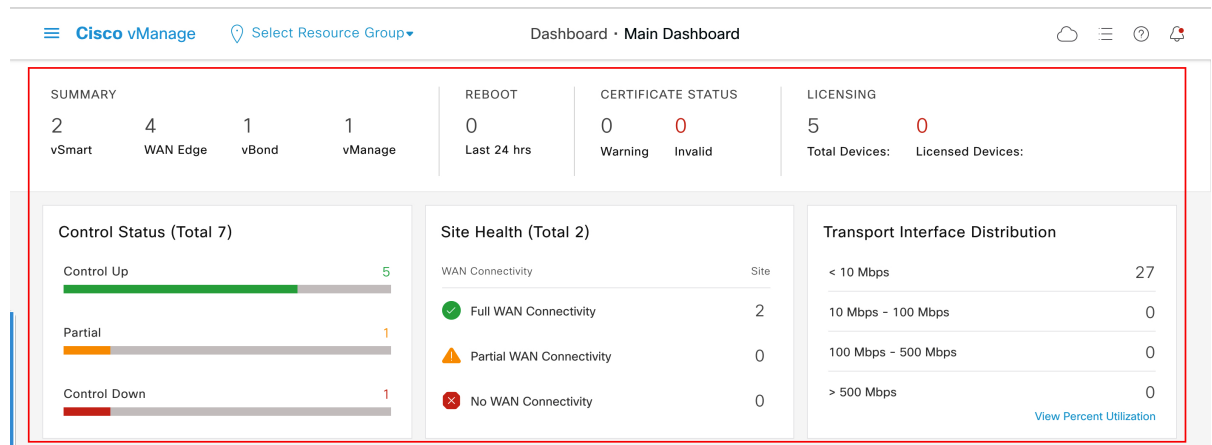 Cisco vManage
Select Resource Group▾
Dashboard · Main Dashboard
SUMMARY
2 4 1 1
vSmart WAN Edge vBond vManage
REBOOT
0
Last 24 hrs
CERTIFICATE STATUS
0 0
Warning Invalid
LICENSING
5 0
Total Devices: Licensed Devices:
Control Status (Total 7)
Control Up 5
Partial 1
Control Down 1
Site Health (Total 2)
WAN Connectivity Site
Full WAN Connectivity 2
Partial WAN Connectivity 0
No WAN Connectivity 0
Transport Interface Distribution
< 10 Mbps 27
10 Mbps - 100 Mbps 0
100 Mbps - 500 Mbps 0
> 500 Mbps 0
View Percent Utilization